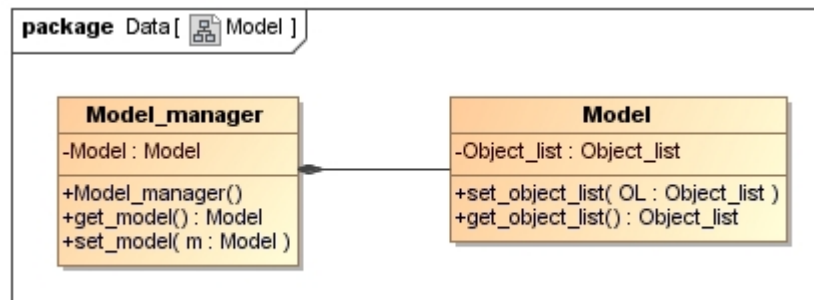 package Data [ Model ]
Model_manager
-Model : Model
+Model_manager()
+get_model() : Model
+set_model( m : Model )
Model
-Object_list : Object_list
+set_object_list( OL : Object_list )
+get_object_list() : Object_list